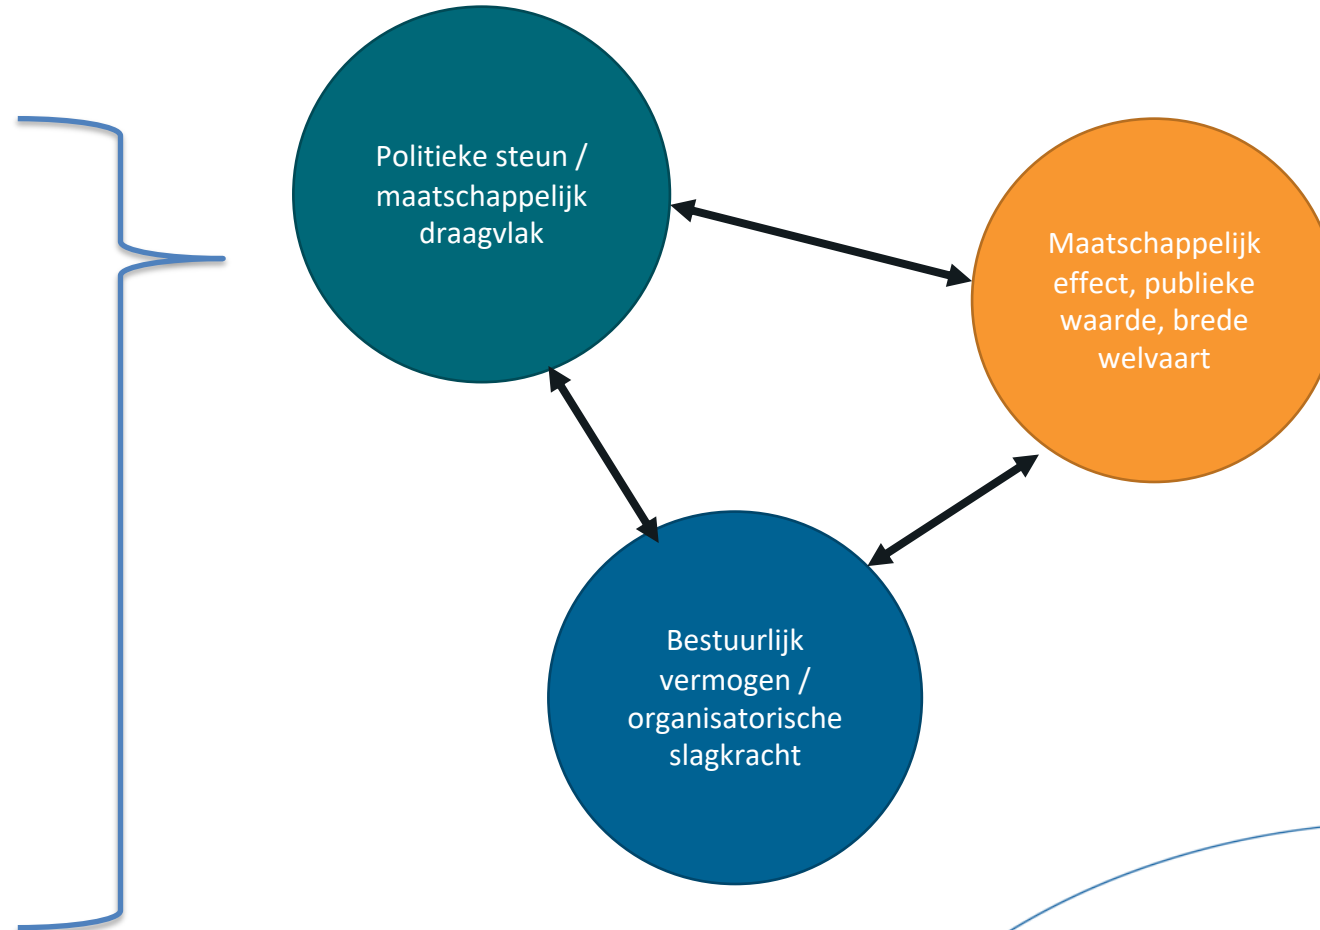 Politieke steun /
maatschappelijk
draagvlak
Maatschappelijk
effect, publieke
waarde, brede
welvaart
Bestuurlijk
vermogen /
organisatorische
slagkracht